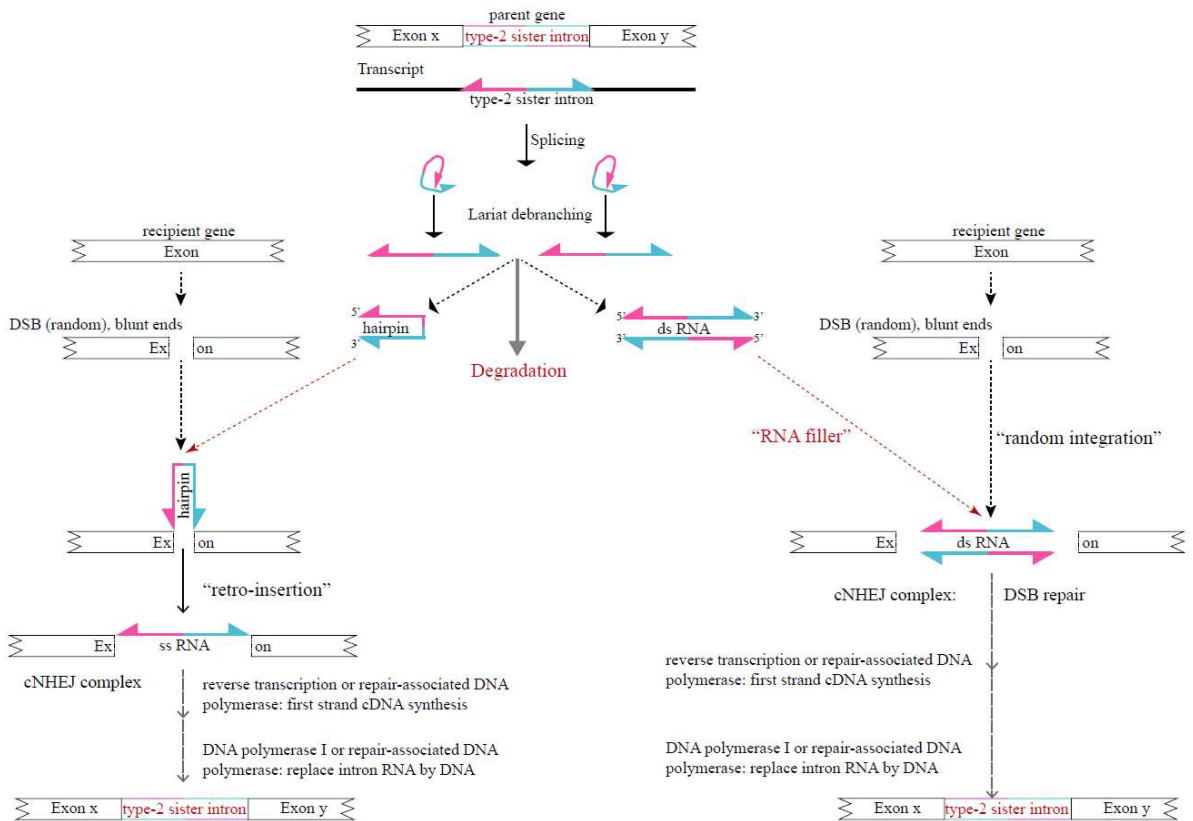 parent gene
Exon x type-2 sister intron Exon y
Transcript
type-2 sister intron
Splicing
Lariat debranching
recipient gene
Exon
DSB (random), blunt ends
Ex on
5’
hairpin
3’
Degradation
5’ 3’
ds RNA
3’ 5’
recipient gene
Exon
DSB (random), blunt ends
Ex on
“RNA filler”
“random integration”
hairpin
Ex on
“retro-insertion”
Ex ss RNA on
cNHEJ complex
reverse transcription or repair-associated DNA
polymerase: first strand cDNA synthesis
DNA polymerase I or repair-associated DNA
polymerase: replace intron RNA by DNA
Exon x type-2 sister intron Exon y
Ex ds RNA on
cNHEJ complex: DSB repair
reverse transcription or repair-associated DNA
polymerase: first strand cDNA synthesis
DNA polymerase I or repair-associated DNA
polymerase: replace intron RNA by DNA
Exon x type-2 sister intron Exon y